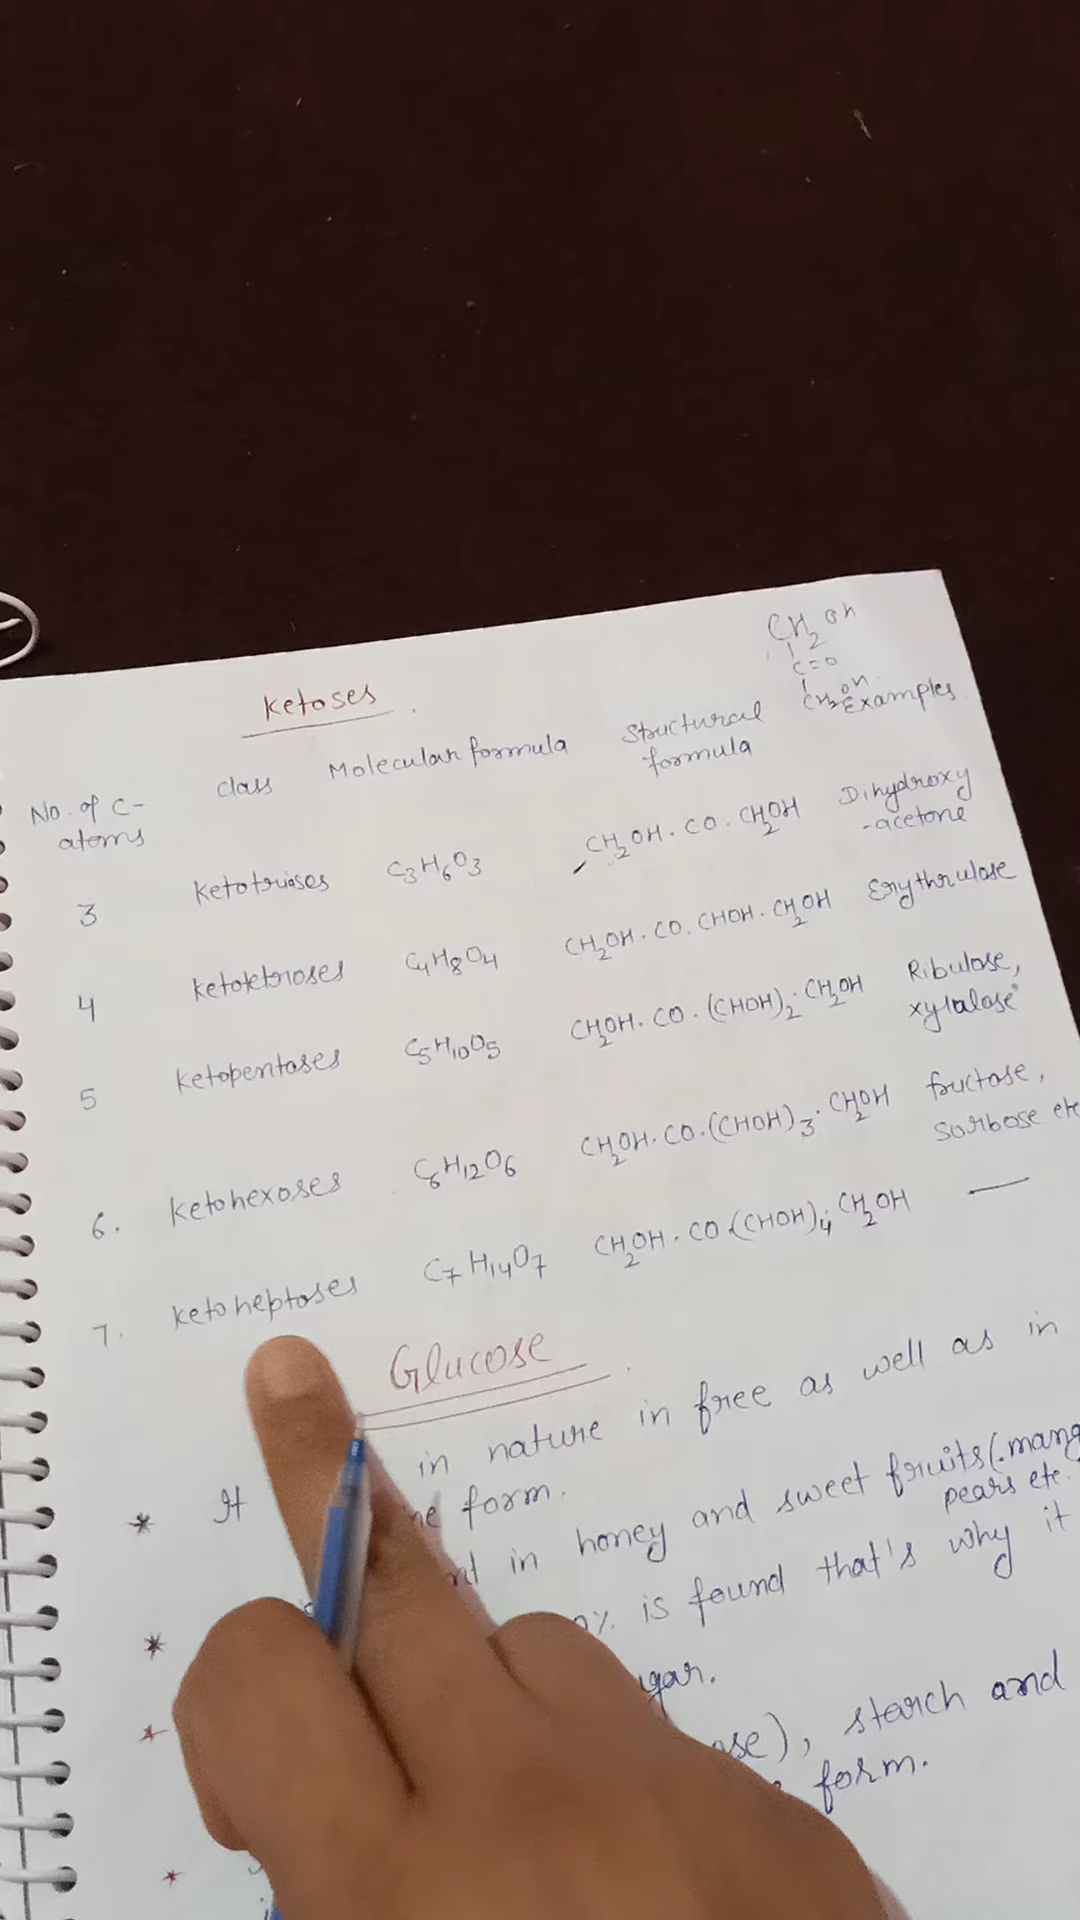 CH2OH
C=O
CH2OH
Ketoses
No. of C-atoms class Molecular formula Structural formula Examples
3 Ketotrioses C3H6O3 CH2OH.CO.CH2OH Dihydroxy-acetone
4 Ketotetroses C4H8O4 CH2OH.CO.CHOH.CH2OH Erythrulose
5 Ketopentoses C5H10O5 CH2OH.CO.(CHOH)2.CH2OH Ribulose, xylulose
6. Ketohexoses C6H12O6 CH2OH.CO.(CHOH)3.CH2OH fructose, sorbose etc
7. Ketoheptoses C7H14O7 CH2OH.CO.(CHOH)4.CH2OH —
Glucose
* It in nature in free as well as in
form.
* in honey and sweet fruits (mang
pears etc.
% is found that's why it
* starch and
form.
*